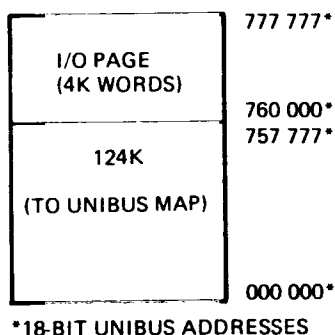 777 777*
I/O PAGE
(4K WORDS)
760 000*
757 777*
124K
(TO UNIBUS MAP)
000 000*
*18-BIT UNIBUS ADDRESSES